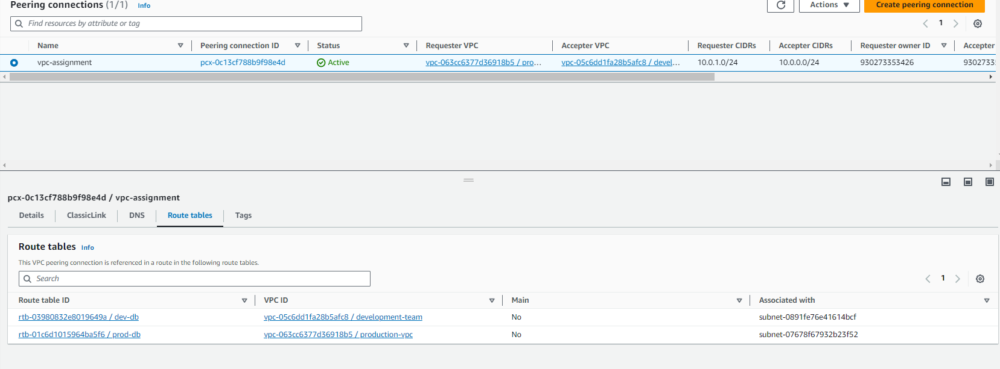 Peering connections (1/1) Info
Actions
Create peering connection
Find resources by attribute or tag
1
Name Peering connection ID Status Requester VPC Accepter VPC Requester CIDRs Accepter CIDRs Requester owner ID Accepter
vpc-assignment pcx-0c13cf788b9f98e4d Active vpc-063cc6377d36918b5 / pro... vpc-05c6dd1fa28b5afc8 / devel... 10.0.1.0/24 10.0.0.0/24 930273353426 930273
pcx-0c13cf788b9f98e4d / vpc-assignment
Details ClassicLink DNS Route tables Tags
Route tables Info
This VPC peering connection is referenced in a route in the following route tables.
Search
1
Route table ID VPC ID Main Associated with
rtb-03980832e8019649a / dev-db vpc-05c6dd1fa28b5afc8 / development-team No subnet-0891fe76e41614bcf
rtb-01c6d1015964ba5f6 / prod-db vpc-063cc6377d36918b5 / production-vpc No subnet-07678f67932b23f52